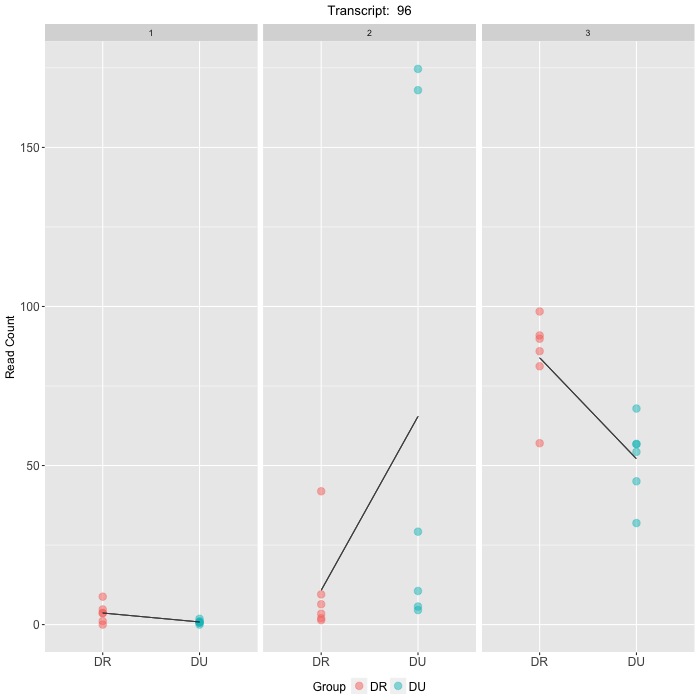 Transcript:  96
1 2 3
150
100
50
0
Read Count
DR DU DR DU DR DU
Group DR DU